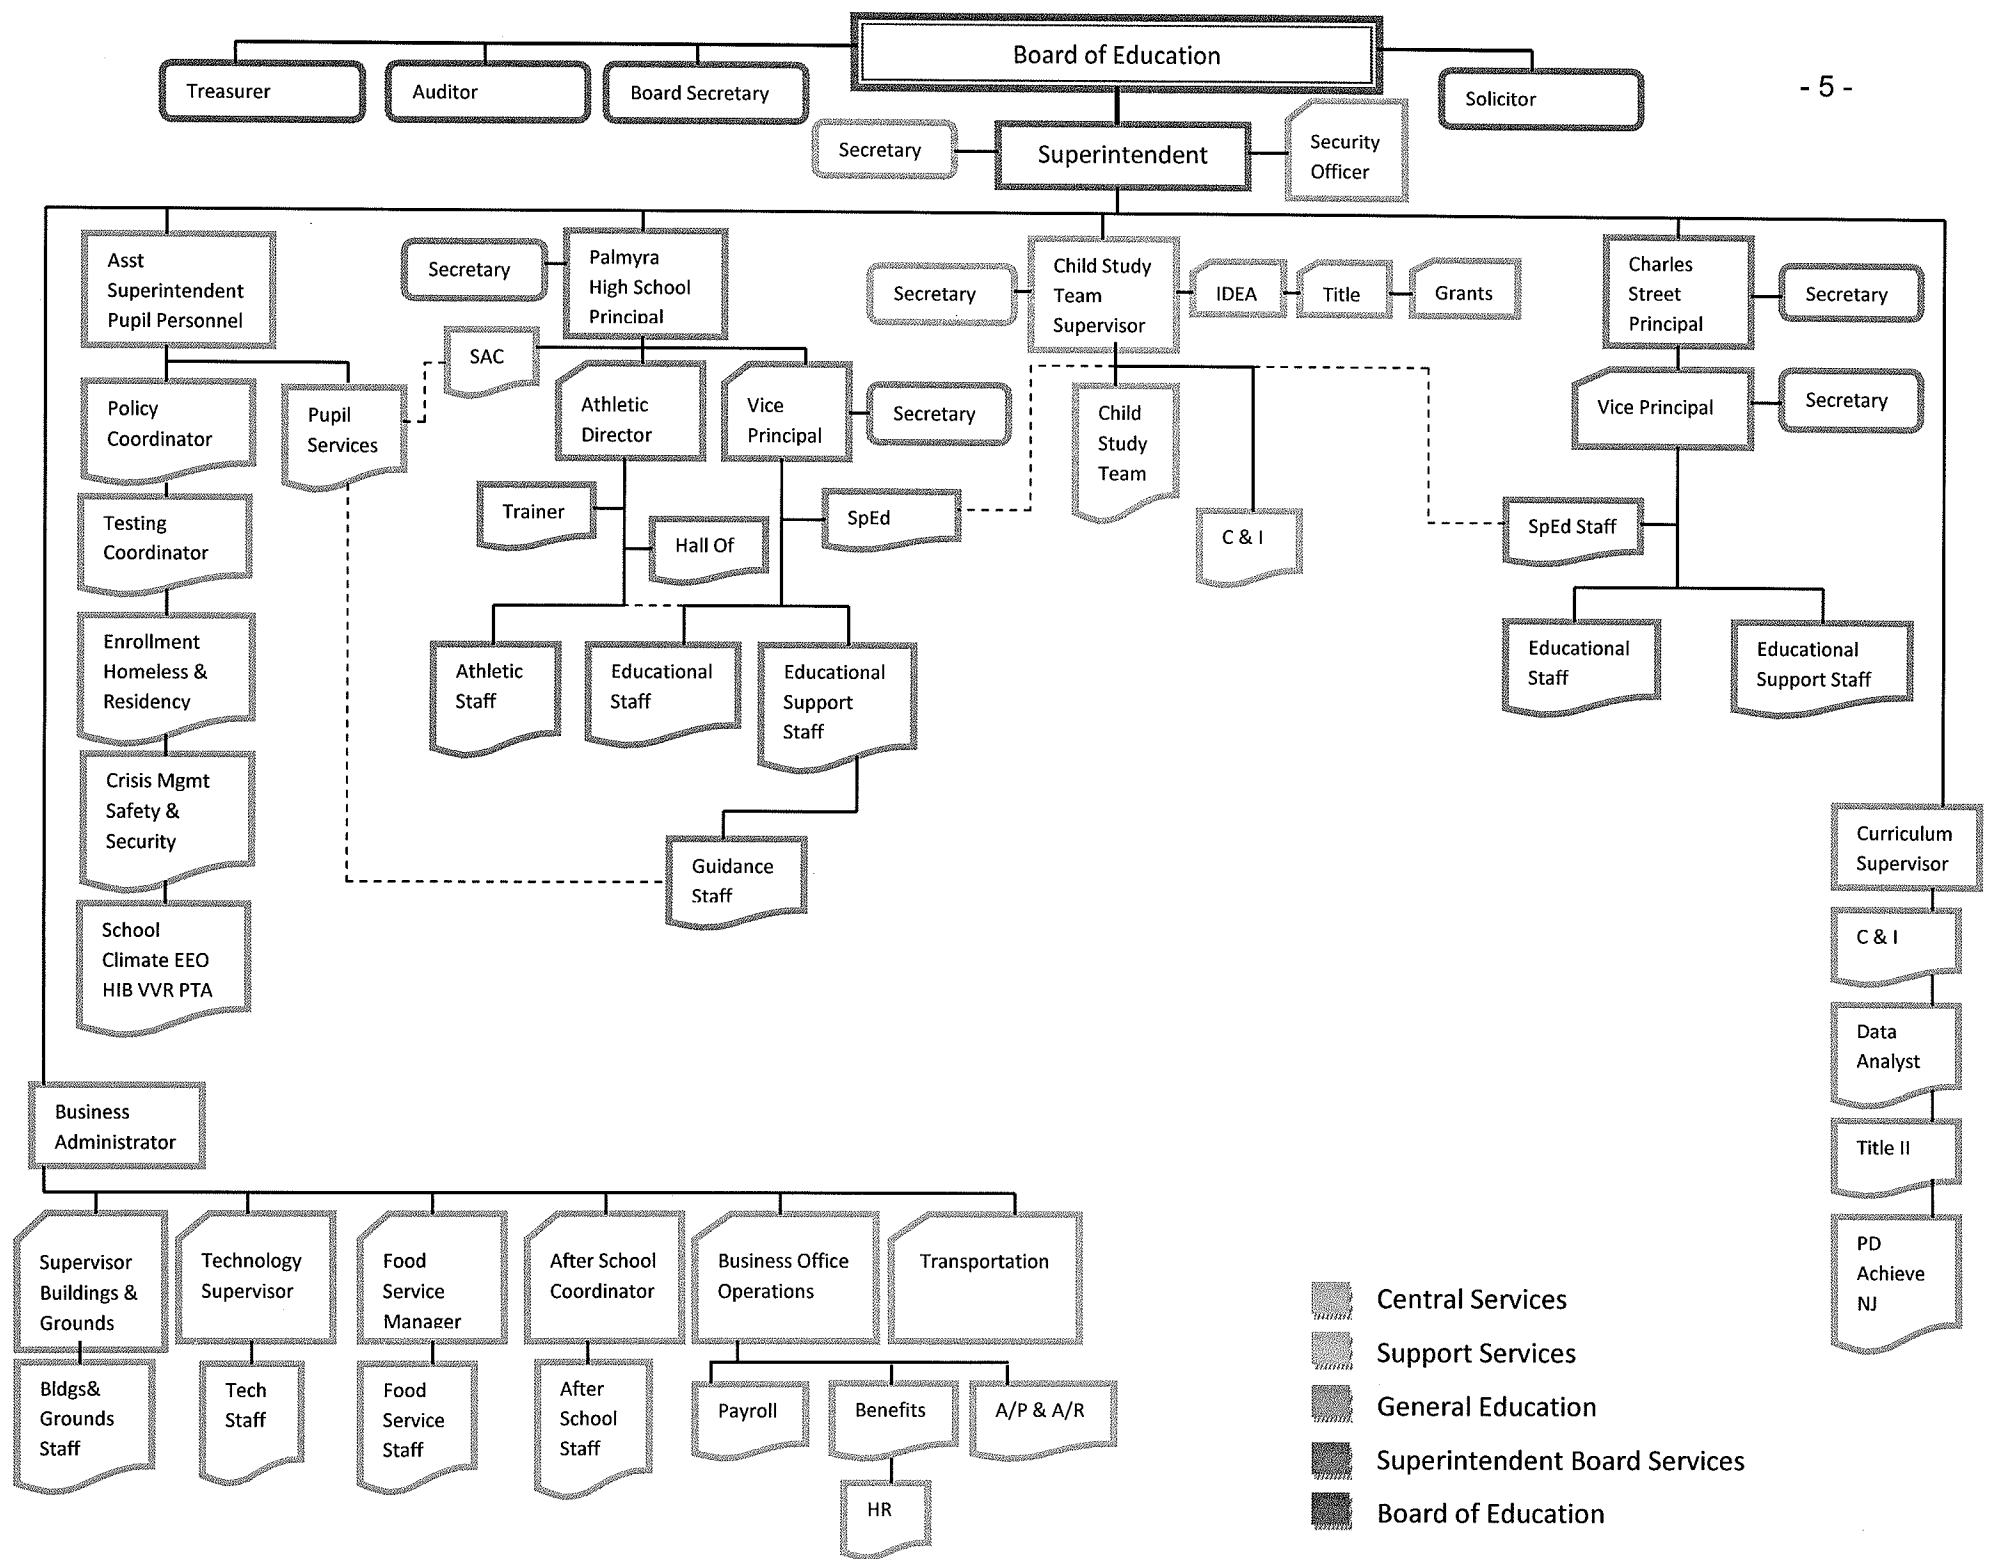 Board of Education
Treasurer
Auditor
Board Secretary
Solicitor
- 5 -
Secretary
Superintendent
Security
Officer
Asst
Superintendent
Pupil Personnel
Secretary
Palmyra
High School
Principal
Secretary
Child Study
Team
Supervisor
IDEA
Title
Grants
Charles
Street
Principal
Secretary
SAC
Policy
Coordinator
Pupil
Services
Athletic
Director
Vice
Principal
Secretary
Child
Study
Team
Vice Principal
Secretary
Testing
Coordinator
Trainer
Hall Of
SpEd
C & I
SpEd Staff
Enrollment
Homeless &
Residency
Athletic
Staff
Educational
Staff
Educational
Support
Staff
Educational
Staff
Educational
Support Staff
Crisis Mgmt
Safety &
Security
Guidance
Staff
Curriculum
Supervisor
School
Climate EEO
HIB VVR PTA
C & I
Data
Analyst
Title II
PD
Achieve
NJ
Business
Administrator
Supervisor
Buildings &
Grounds
Technology
Supervisor
Food
Service
Manager
After School
Coordinator
Business Office
Operations
Transportation
Bldgs&
Grounds
Staff
Tech
Staff
Food
Service
Staff
After
School
Staff
Payroll
Benefits
A/P & A/R
HR
Central Services
Support Services
General Education
Superintendent Board Services
Board of Education